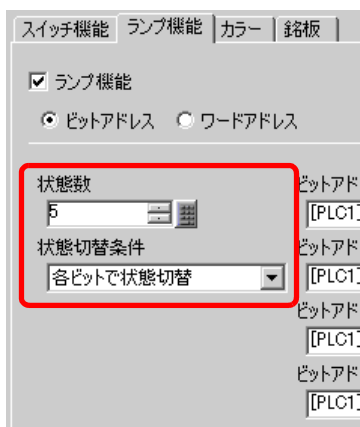 スイッチ機能 ランプ機能 カラー 銘板
ランプ機能
ビットアドレス ワードアドレス
状態数
5
状態切替条件
各ビットで状態切替
ビットアド
[PLC1]
ビットアド
[PLC1]
ビットアド
[PLC1]
ビットアド
[PLC1]